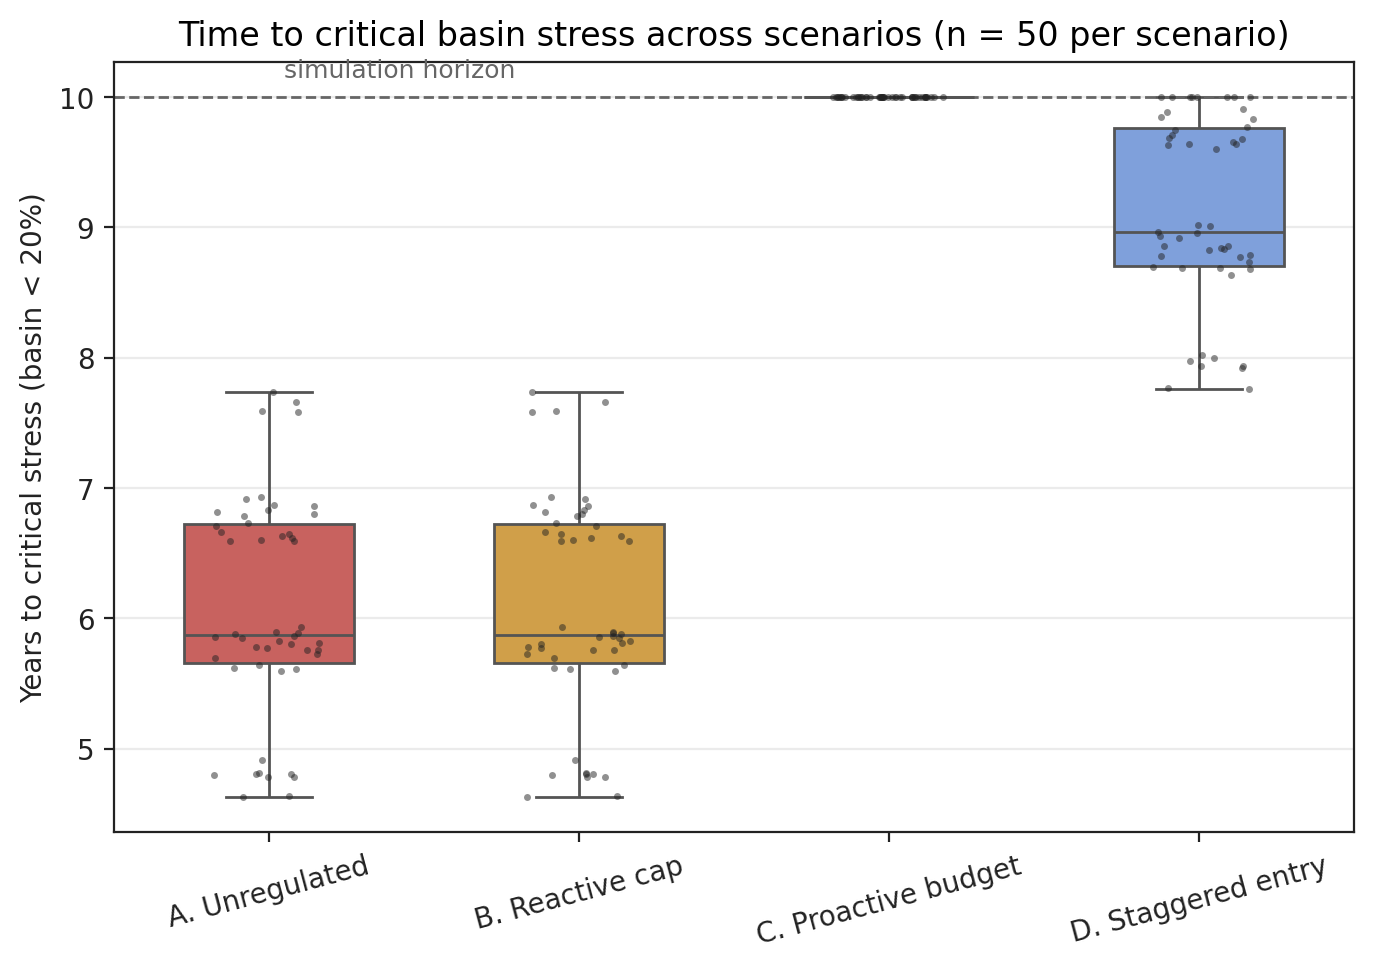 Time to critical basin stress across scenarios (n = 50 per scenario)
simulation horizon
Years to critical stress (basin < 20%)
10
9
8
7
6
5
A. Unregulated
B. Reactive cap
C. Proactive budget
D. Staggered entry